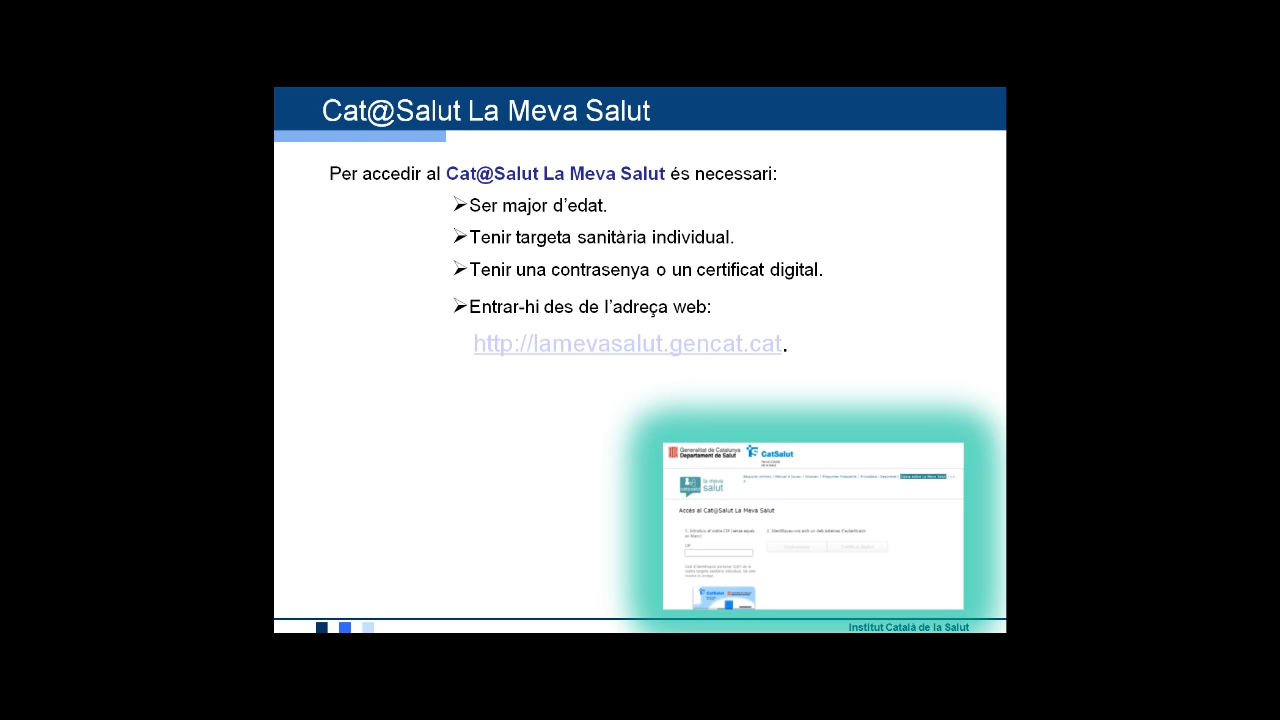 Cat@Salut La Meva Salut
Per accedir al Cat@Salut La Meva Salut és necessari:
➢Ser major d’edat.
➢Tenir targeta sanitària individual.
➢Tenir una contrasenya o un certificat digital.
➢Entrar-hi des de l’adreça web:
http://lamevasalut.gencat.cat.
Generalitat de Catalunya
Departament de Salut
CatSalut
la meva
salut
Accés al Cat@Salut La Meva Salut
CIP
CatSalut
Institut Català de la Salut